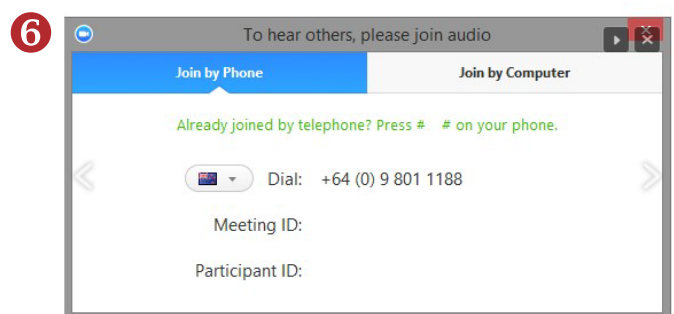 6
To hear others, please join audio
Join by Phone Join by Computer
Already joined by telephone? Press # # on your phone.
Dial: +64 (0) 9 801 1188
Meeting ID:
Participant ID: